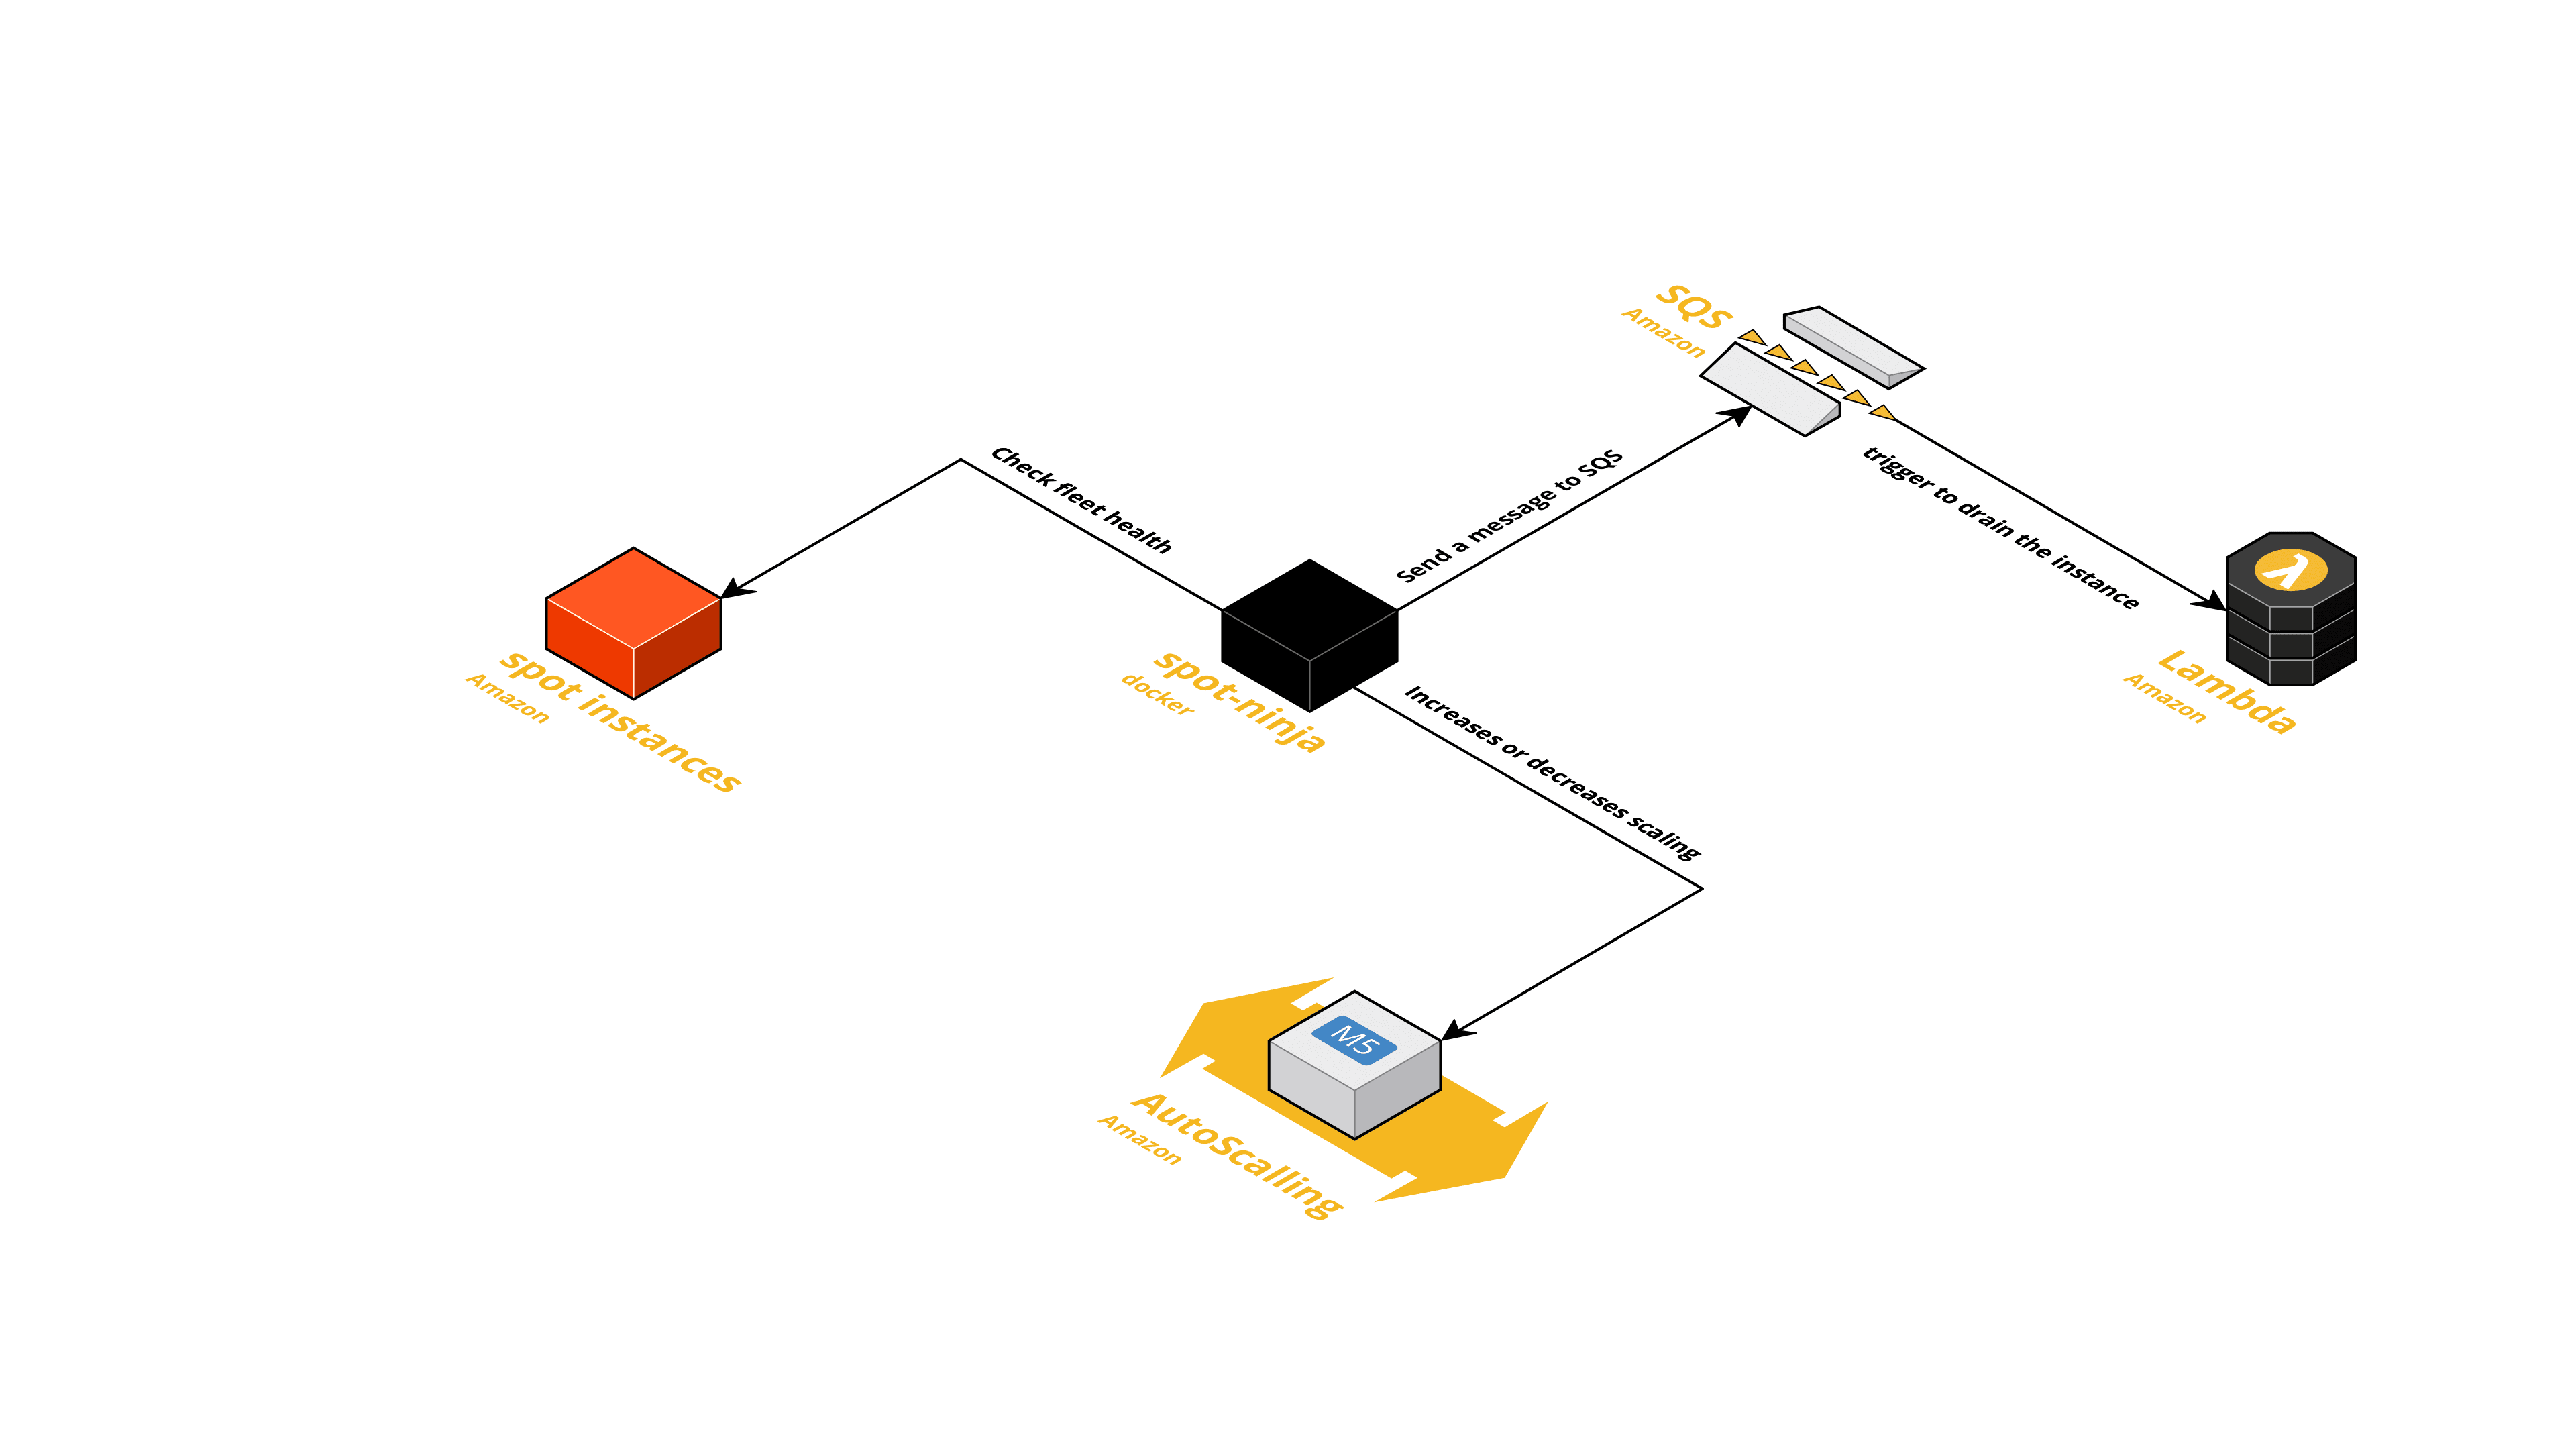 SQS
Amazon
Check fleet health
Send a message to SQS
trigger to drain the instance
spot instances
Amazon
spot-ninja
docker
Lambda
Amazon
Increases or decreases scaling
M5
AutoScalling
Amazon